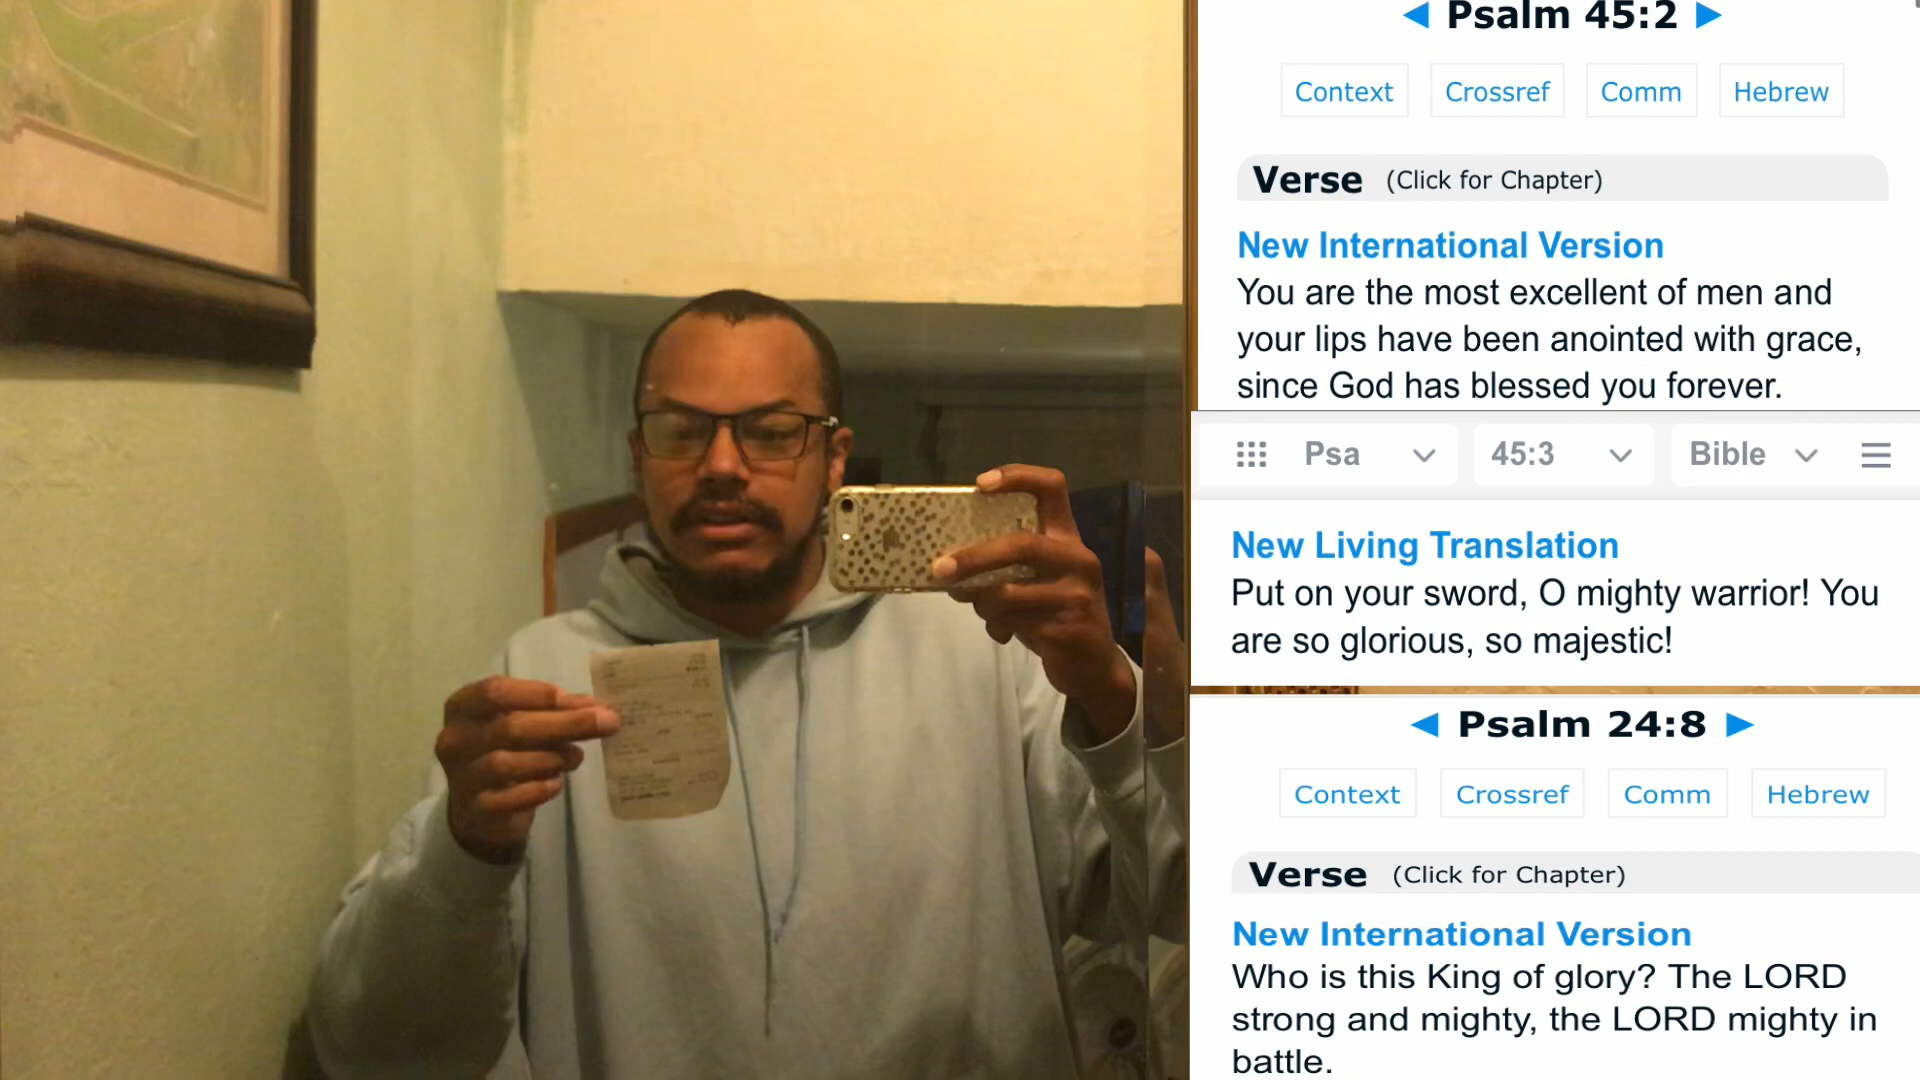 Psalm 45:2
Context Crossref Comm Hebrew
Verse (Click for Chapter)
New International Version
You are the most excellent of men and
your lips have been anointed with grace,
since God has blessed you forever.
Psa 45:3 Bible
New Living Translation
Put on your sword, O mighty warrior! You
are so glorious, so majestic!
Psalm 24:8
Context Crossref Comm Hebrew
Verse (Click for Chapter)
New International Version
Who is this King of glory? The LORD
strong and mighty, the LORD mighty in
battle.